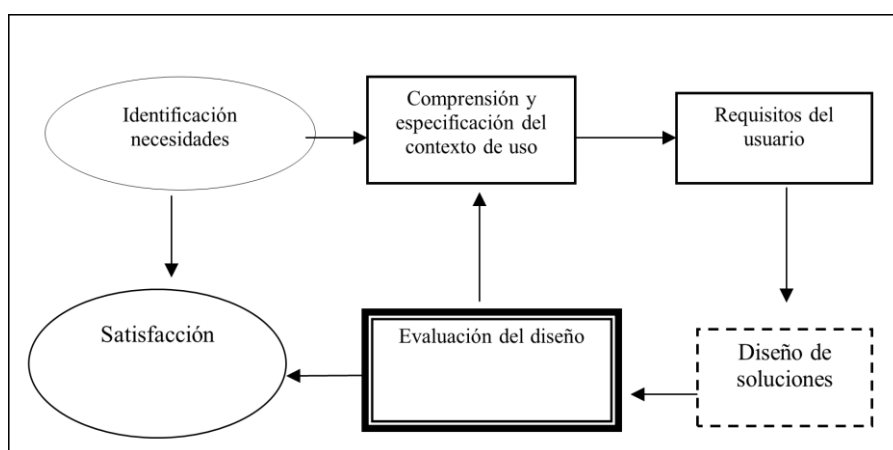 Identificación
necesidades
Comprensión y
especificación del
contexto de uso
Requisitos del
usuario
Satisfacción
Evaluación del diseño
Diseño de
soluciones